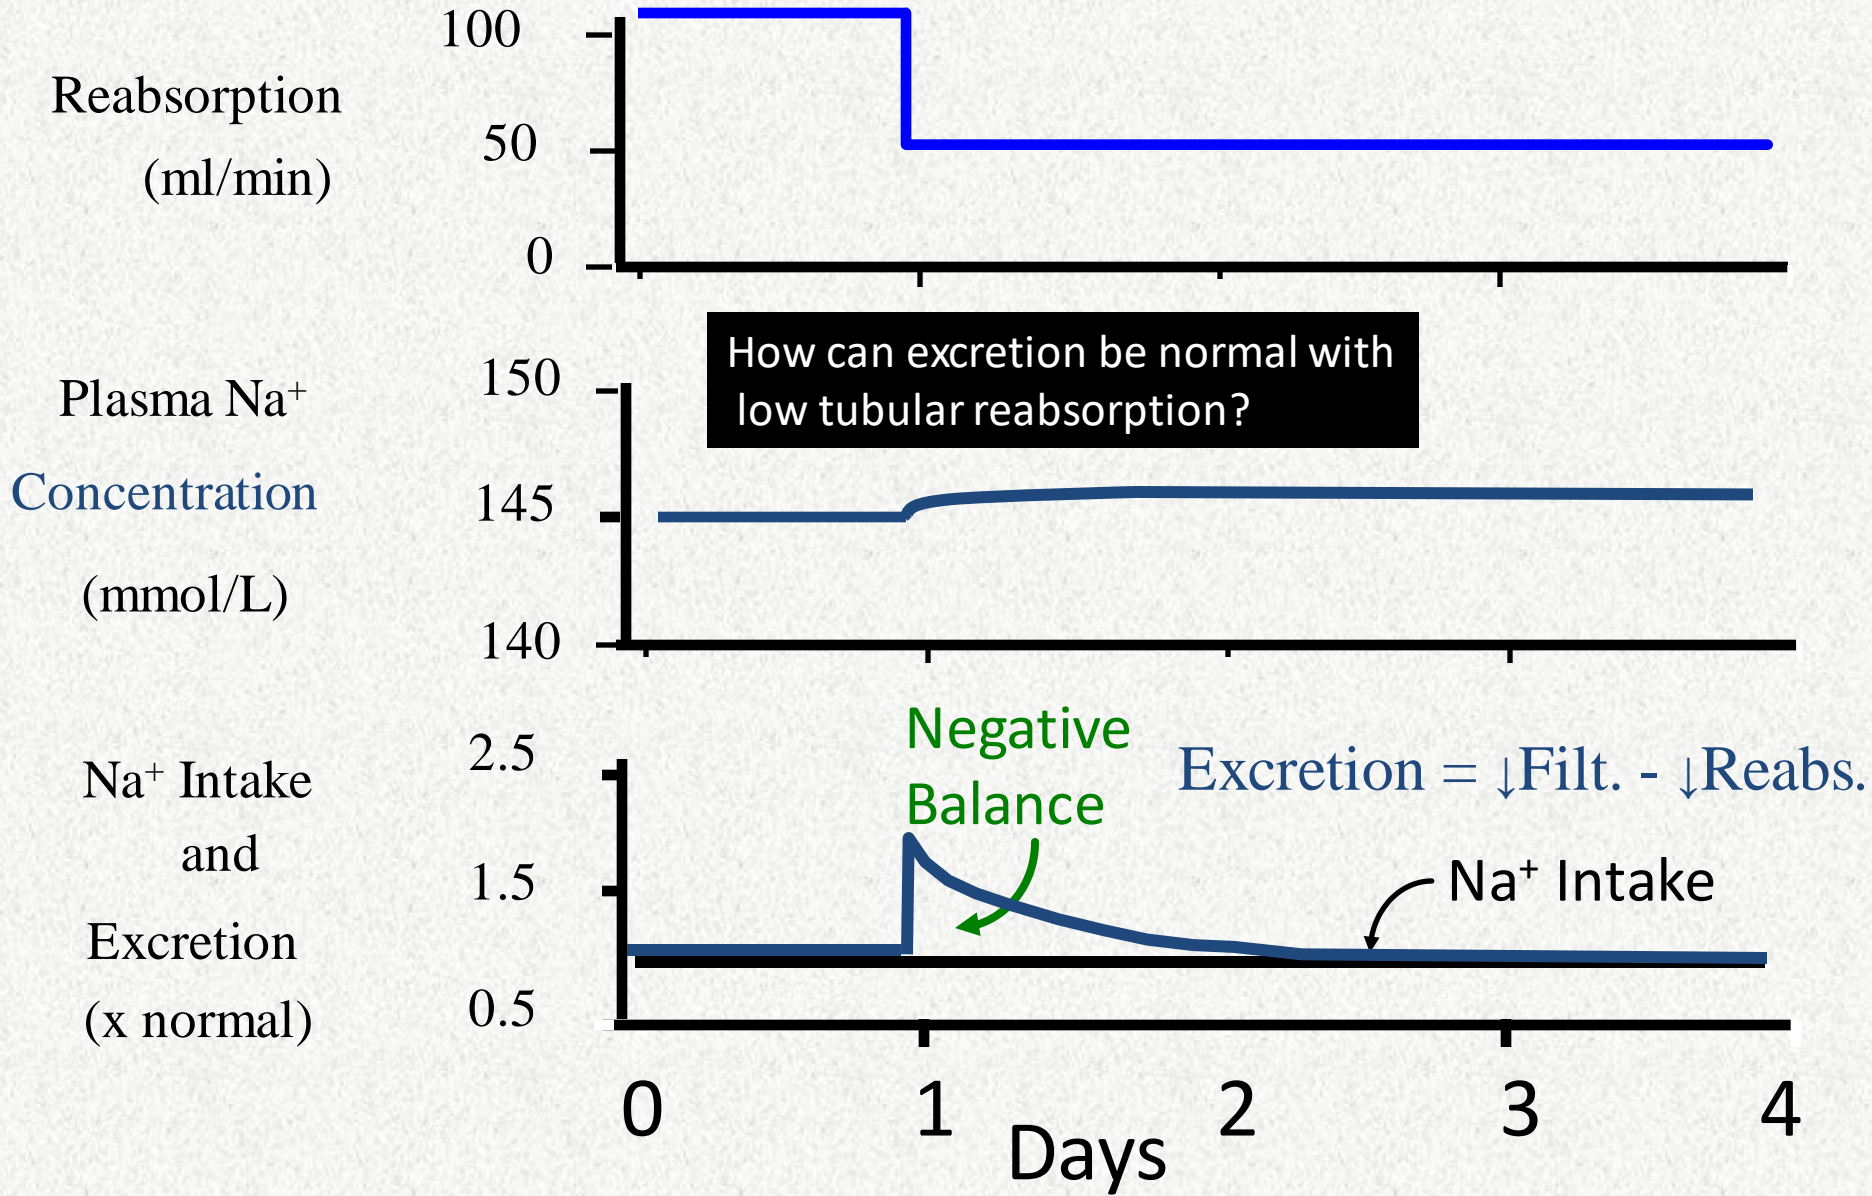 100
Reabsorption
50
(ml/min)
0
How can excretion be normal with
low tubular reabsorption?
150
Plasma Na⁺
Concentration
145
(mmol/L)
140
Negative
Balance
Excretion = ↓Filt. - ↓Reabs.
2.5
Na⁺ Intake
and
1.5
Na⁺ Intake
Excretion
0.5
(x normal)
0 1 2 3 4
Days